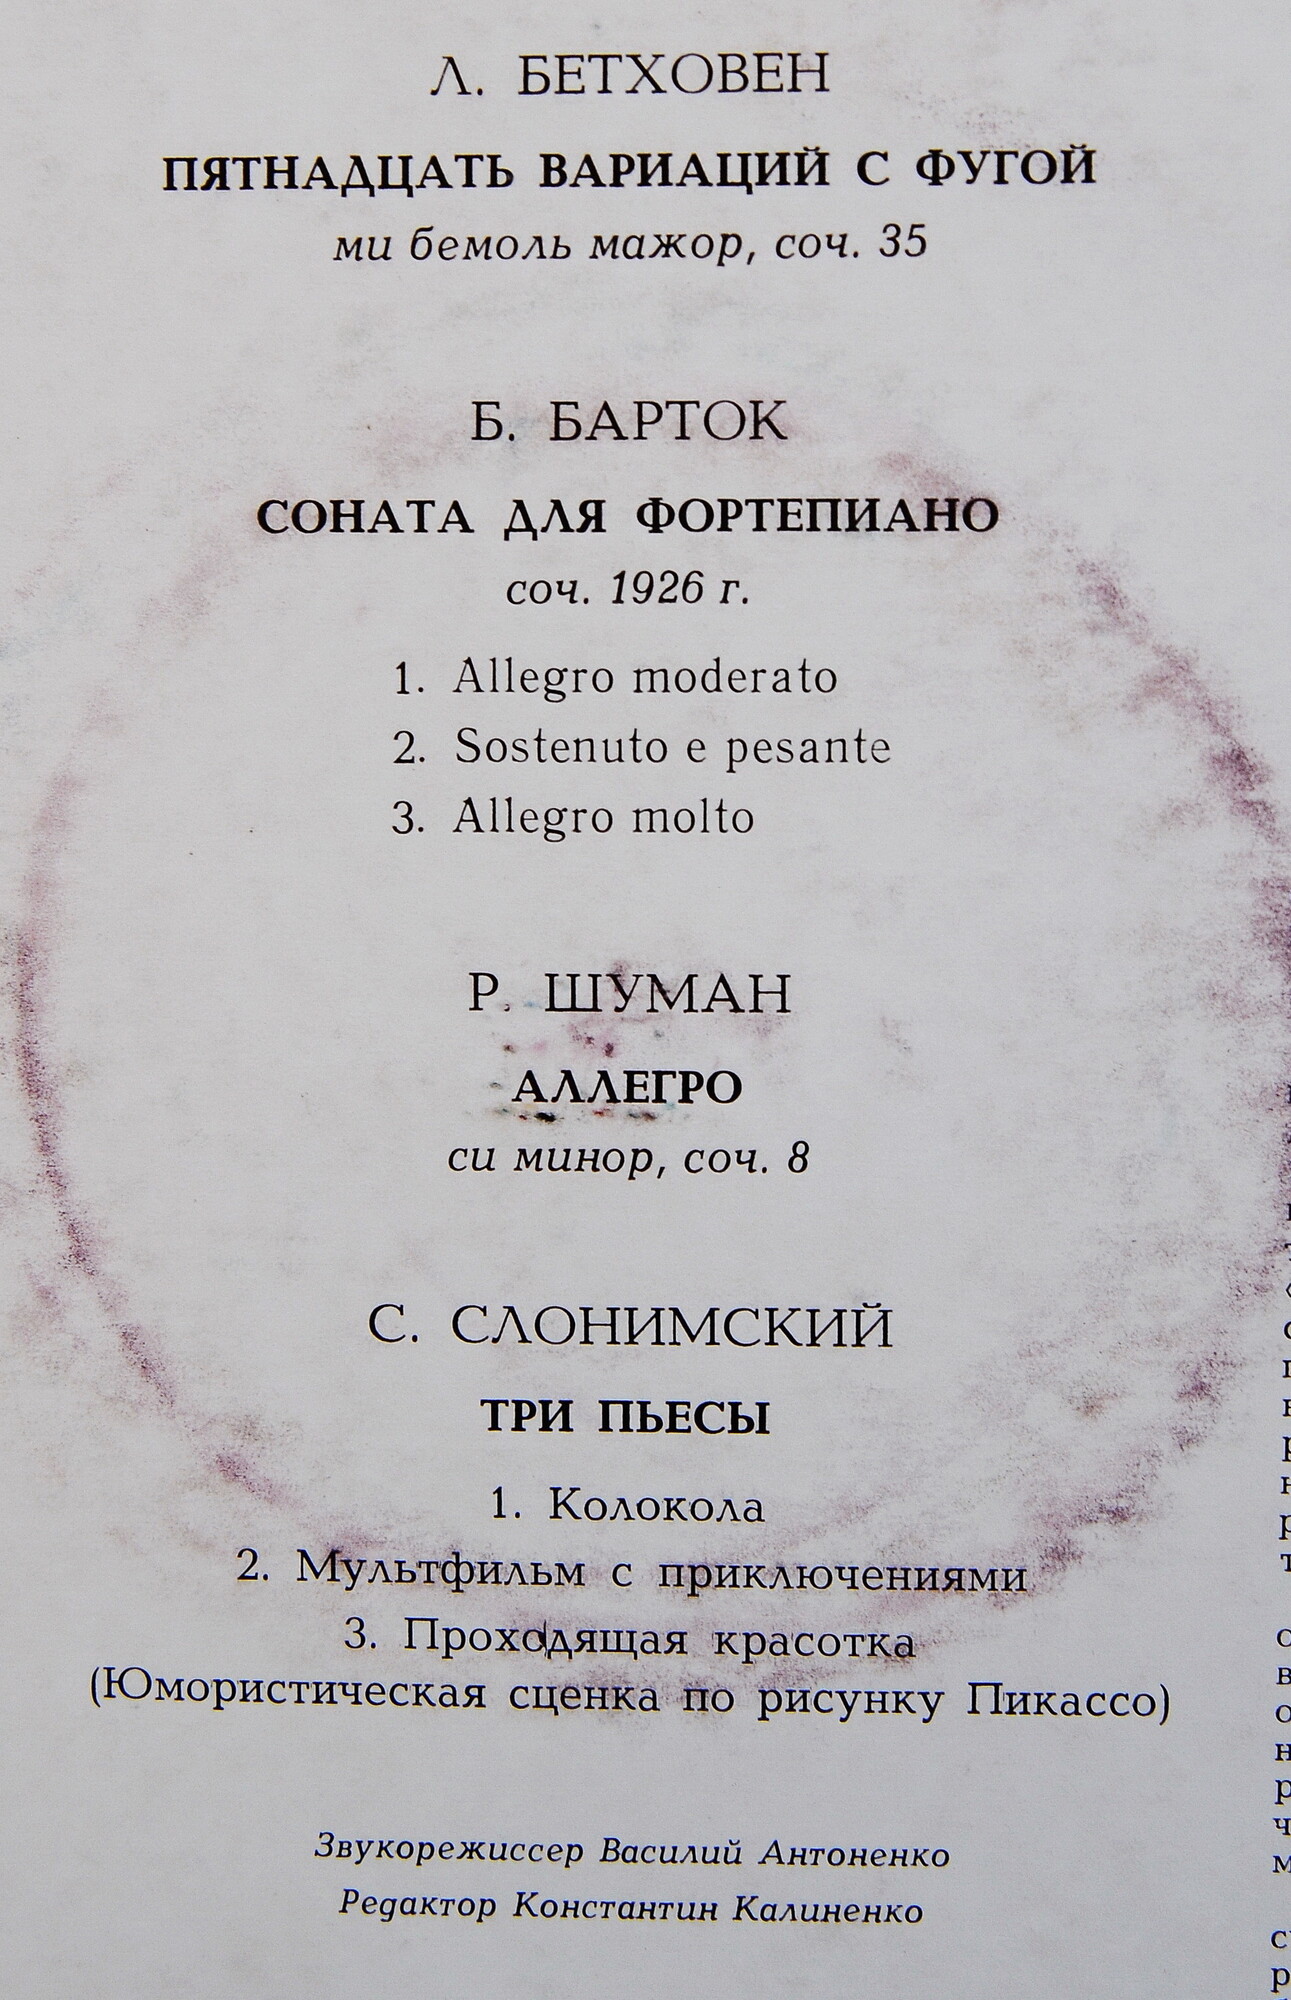 Л. БЕТХОВЕН
ПЯТНАДЦАТЬ ВАРИАЦИЙ С ФУГОЙ
ми бемоль мажор, соч. 35
Б. БАРТОК
СОНАТА ДЛЯ ФОРТЕПИАНО
соч. 1926 г.
1. Allegro moderato
2. Sostenuto e pesante
3. Allegro molto
Р. ШУМАН
АЛЛЕГРО
си минор, соч. 8
С. СЛОНИМСКИЙ
ТРИ ПЬЕСЫ
1. Колокола
2. Мультфильм с приключениями
3. Проходящая красотка
(Юмористическая сценка по рисунку Пикассо)
Звукорежиссер Василий Антоненко
Редактор Константин Калиненко